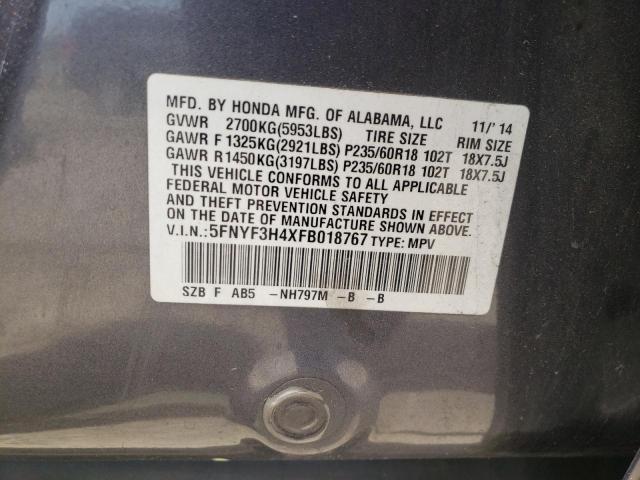 MFD. BY HONDA MFG. OF ALABAMA, LLC 11/'14
GVWR 2700KG(5953LBS) TIRE SIZE RIM SIZE
GAWR F 1325KG(2921LBS) P235/60R18 102T 18X7.5J
GAWR R1450KG(3197LBS) P235/60R18 102T 18X7.5J
THIS VEHICLE CONFORMS TO ALL APPLICABLE
FEDERAL MOTOR VEHICLE SAFETY
AND THEFT PREVENTION STANDARDS IN EFFECT
ON THE DATE OF MANUFACTURE SHOWN ABOVE.
V.I.N.:5FNYF3H4XFB018767 TYPE: MPV
SZB F AB5 -NH797M -B -B